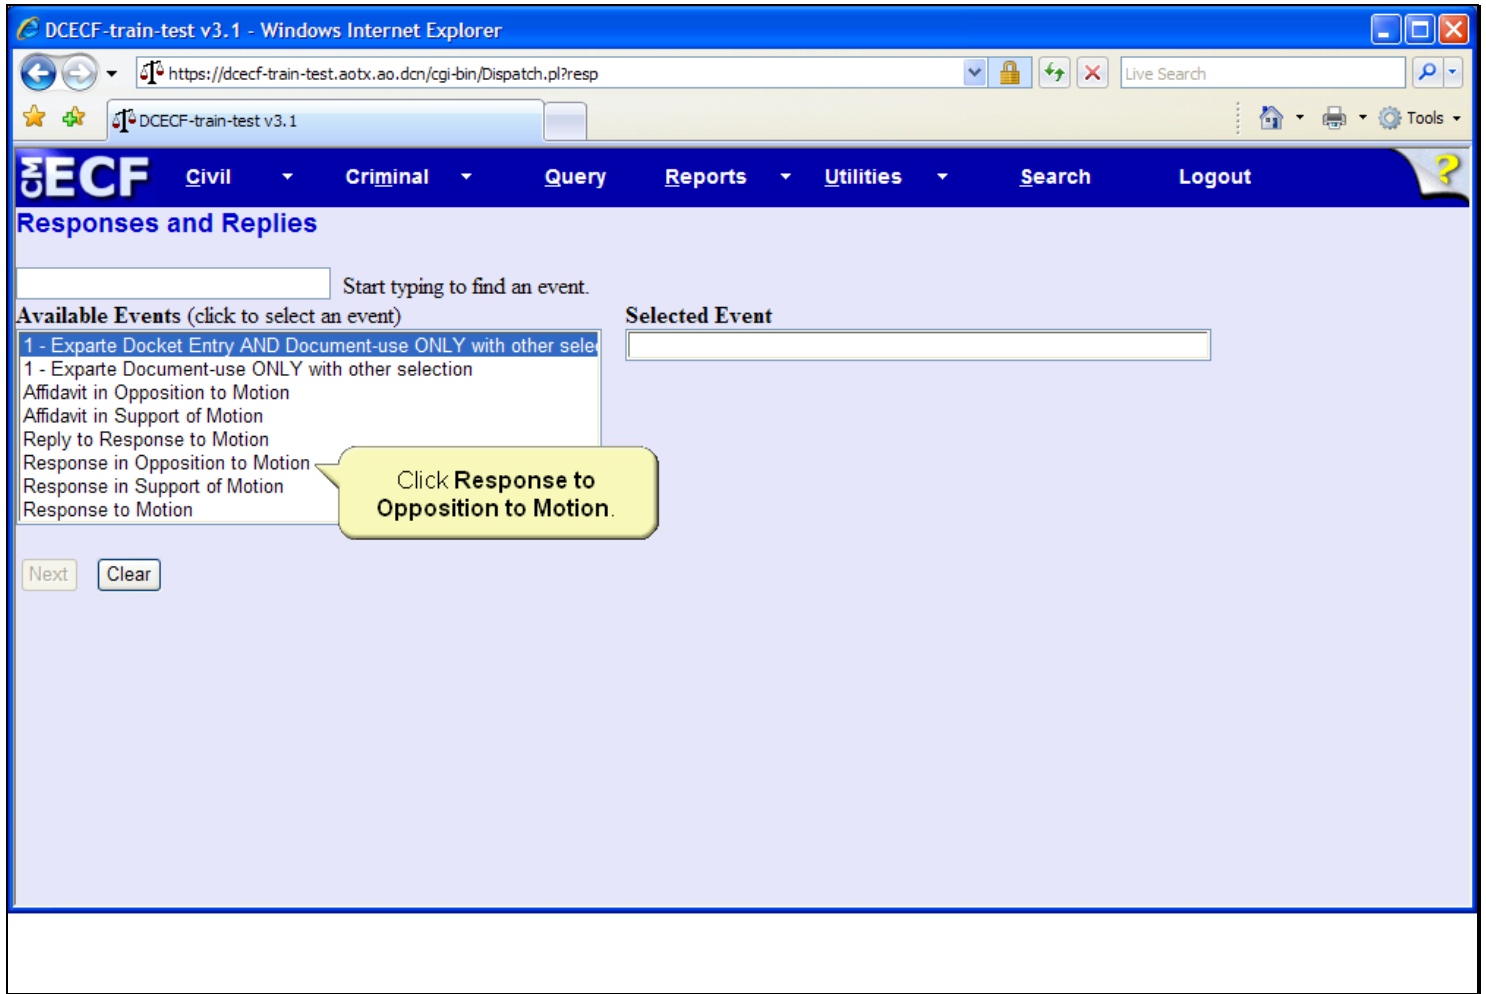 DCECF-train-test v3.1 - Windows Internet Explorer
https://dcecf-train-test.aotx.ao.dcn/cgi-bin/Dispatch.pl?resp
Live Search
DCECF-train-test v3.1
Tools
CM ECF Civil Criminal Query Reports Utilities Search Logout ?
Responses and Replies
Start typing to find an event.
Available Events (click to select an event)
Selected Event
1 - Exparte Docket Entry AND Document-use ONLY with other sele
1 - Exparte Document-use ONLY with other selection
Affidavit in Opposition to Motion
Affidavit in Support of Motion
Reply to Response to Motion
Response in Opposition to Motion
Response in Support of Motion
Response to Motion
Click Response to
Opposition to Motion.
Next Clear